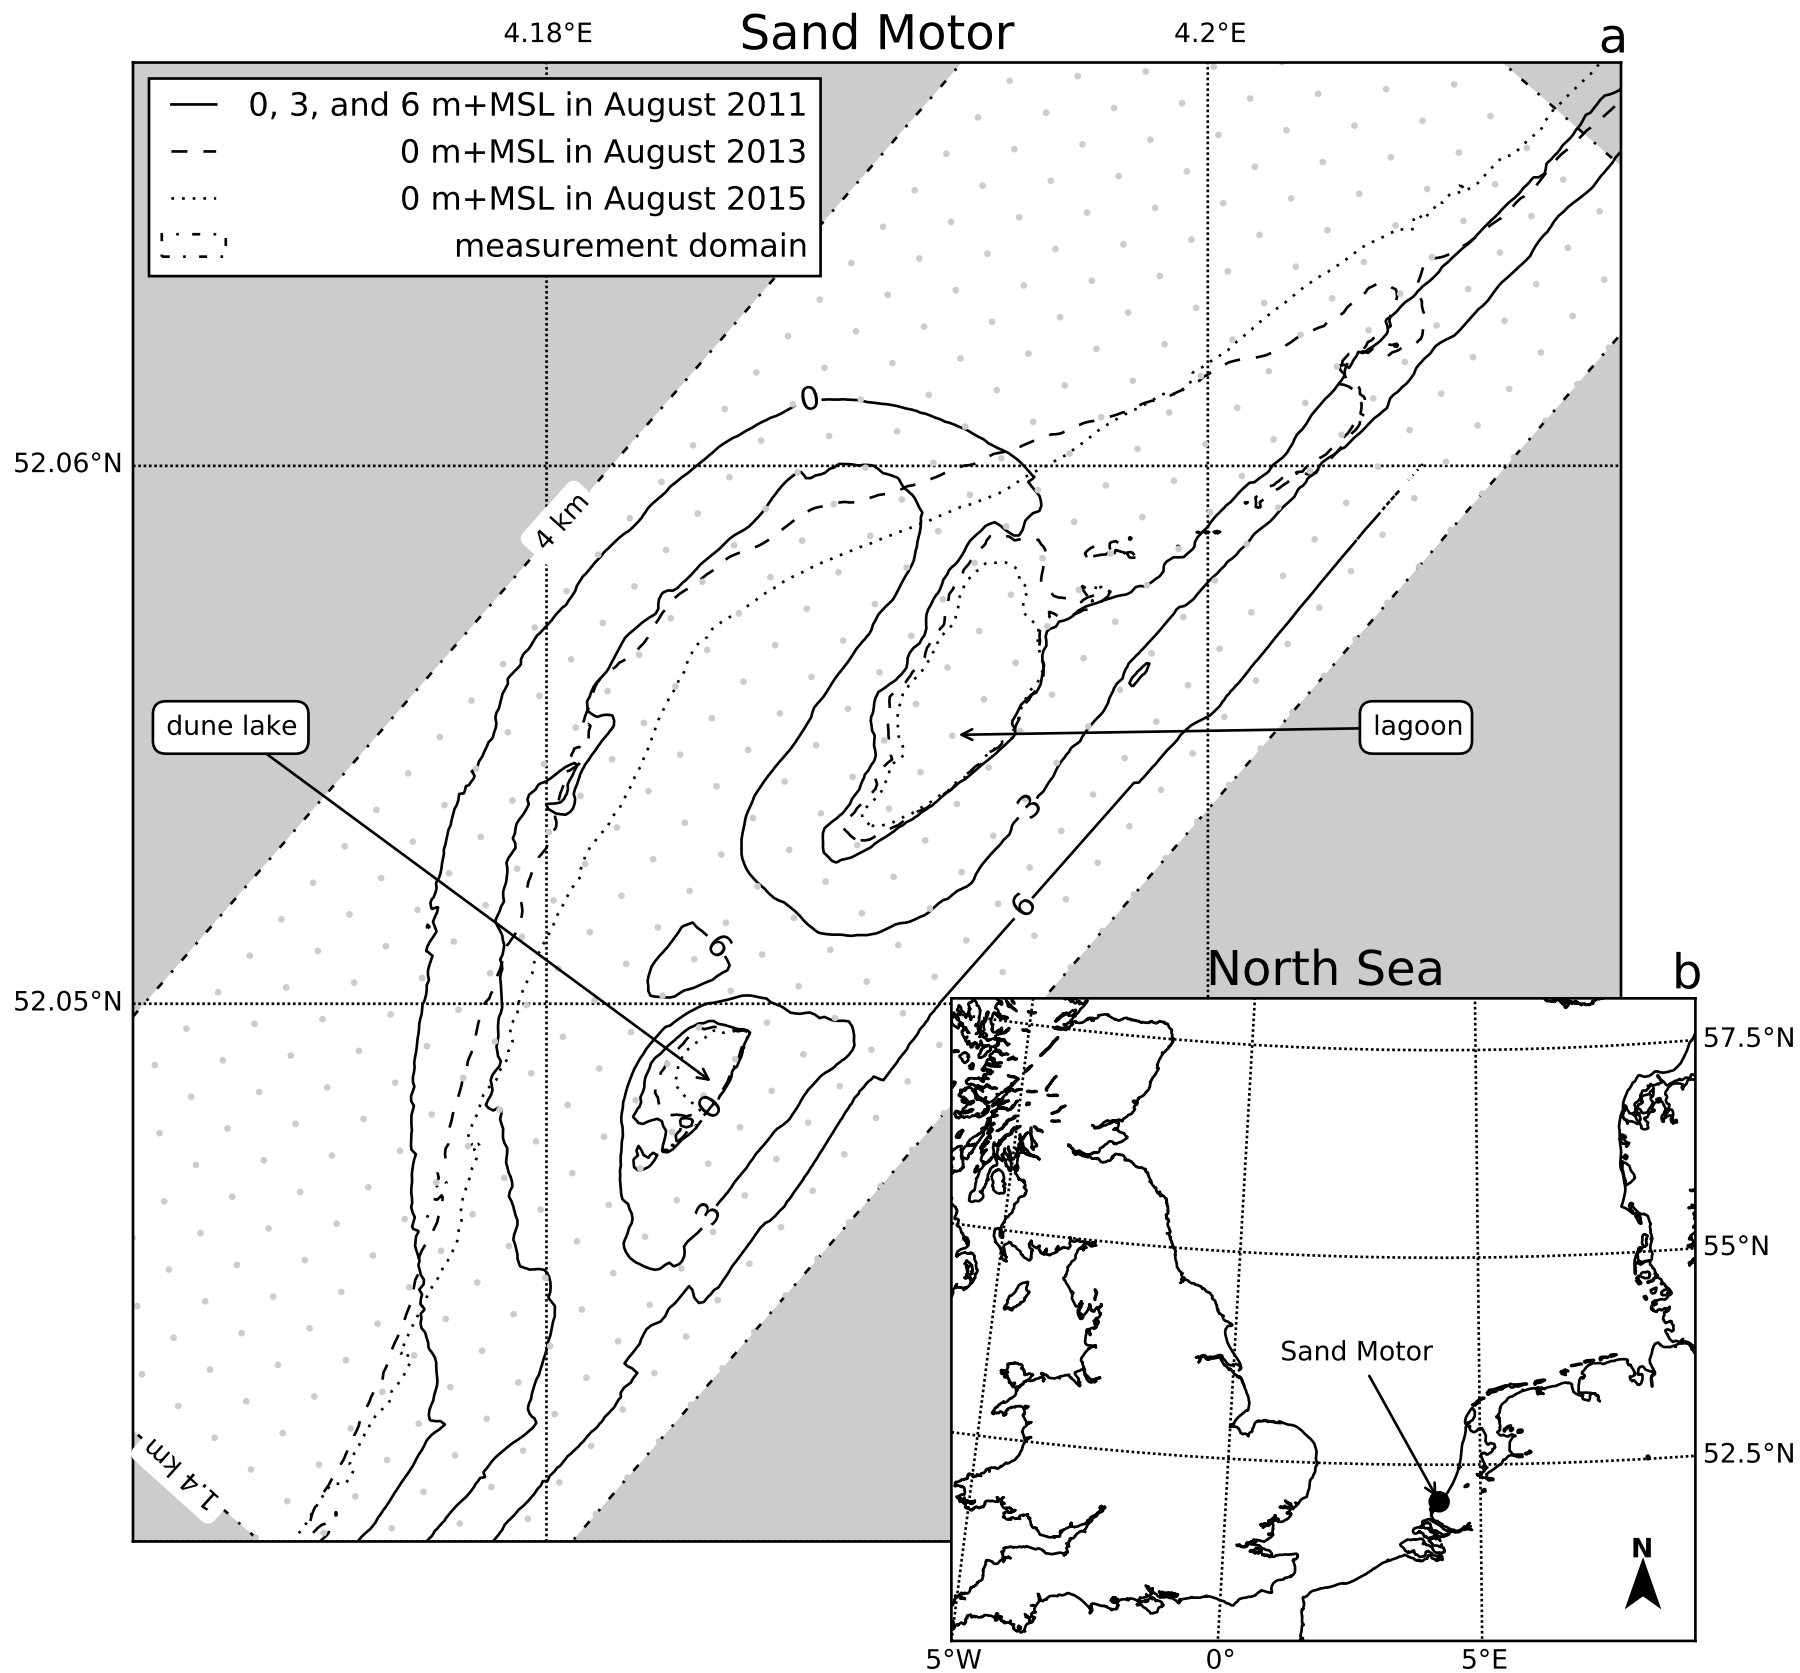 Sand Motor
a
4.18°E
4.2°E
0, 3, and 6 m+MSL in August 2011
0 m+MSL in August 2013
0 m+MSL in August 2015
measurement domain
0
52.06°N
4 km
dune lake
lagoon
3
6
6
52.05°N
0
3
1.4 km
North Sea
b
57.5°N
55°N
Sand Motor
52.5°N
N
5°W
0°
5°E